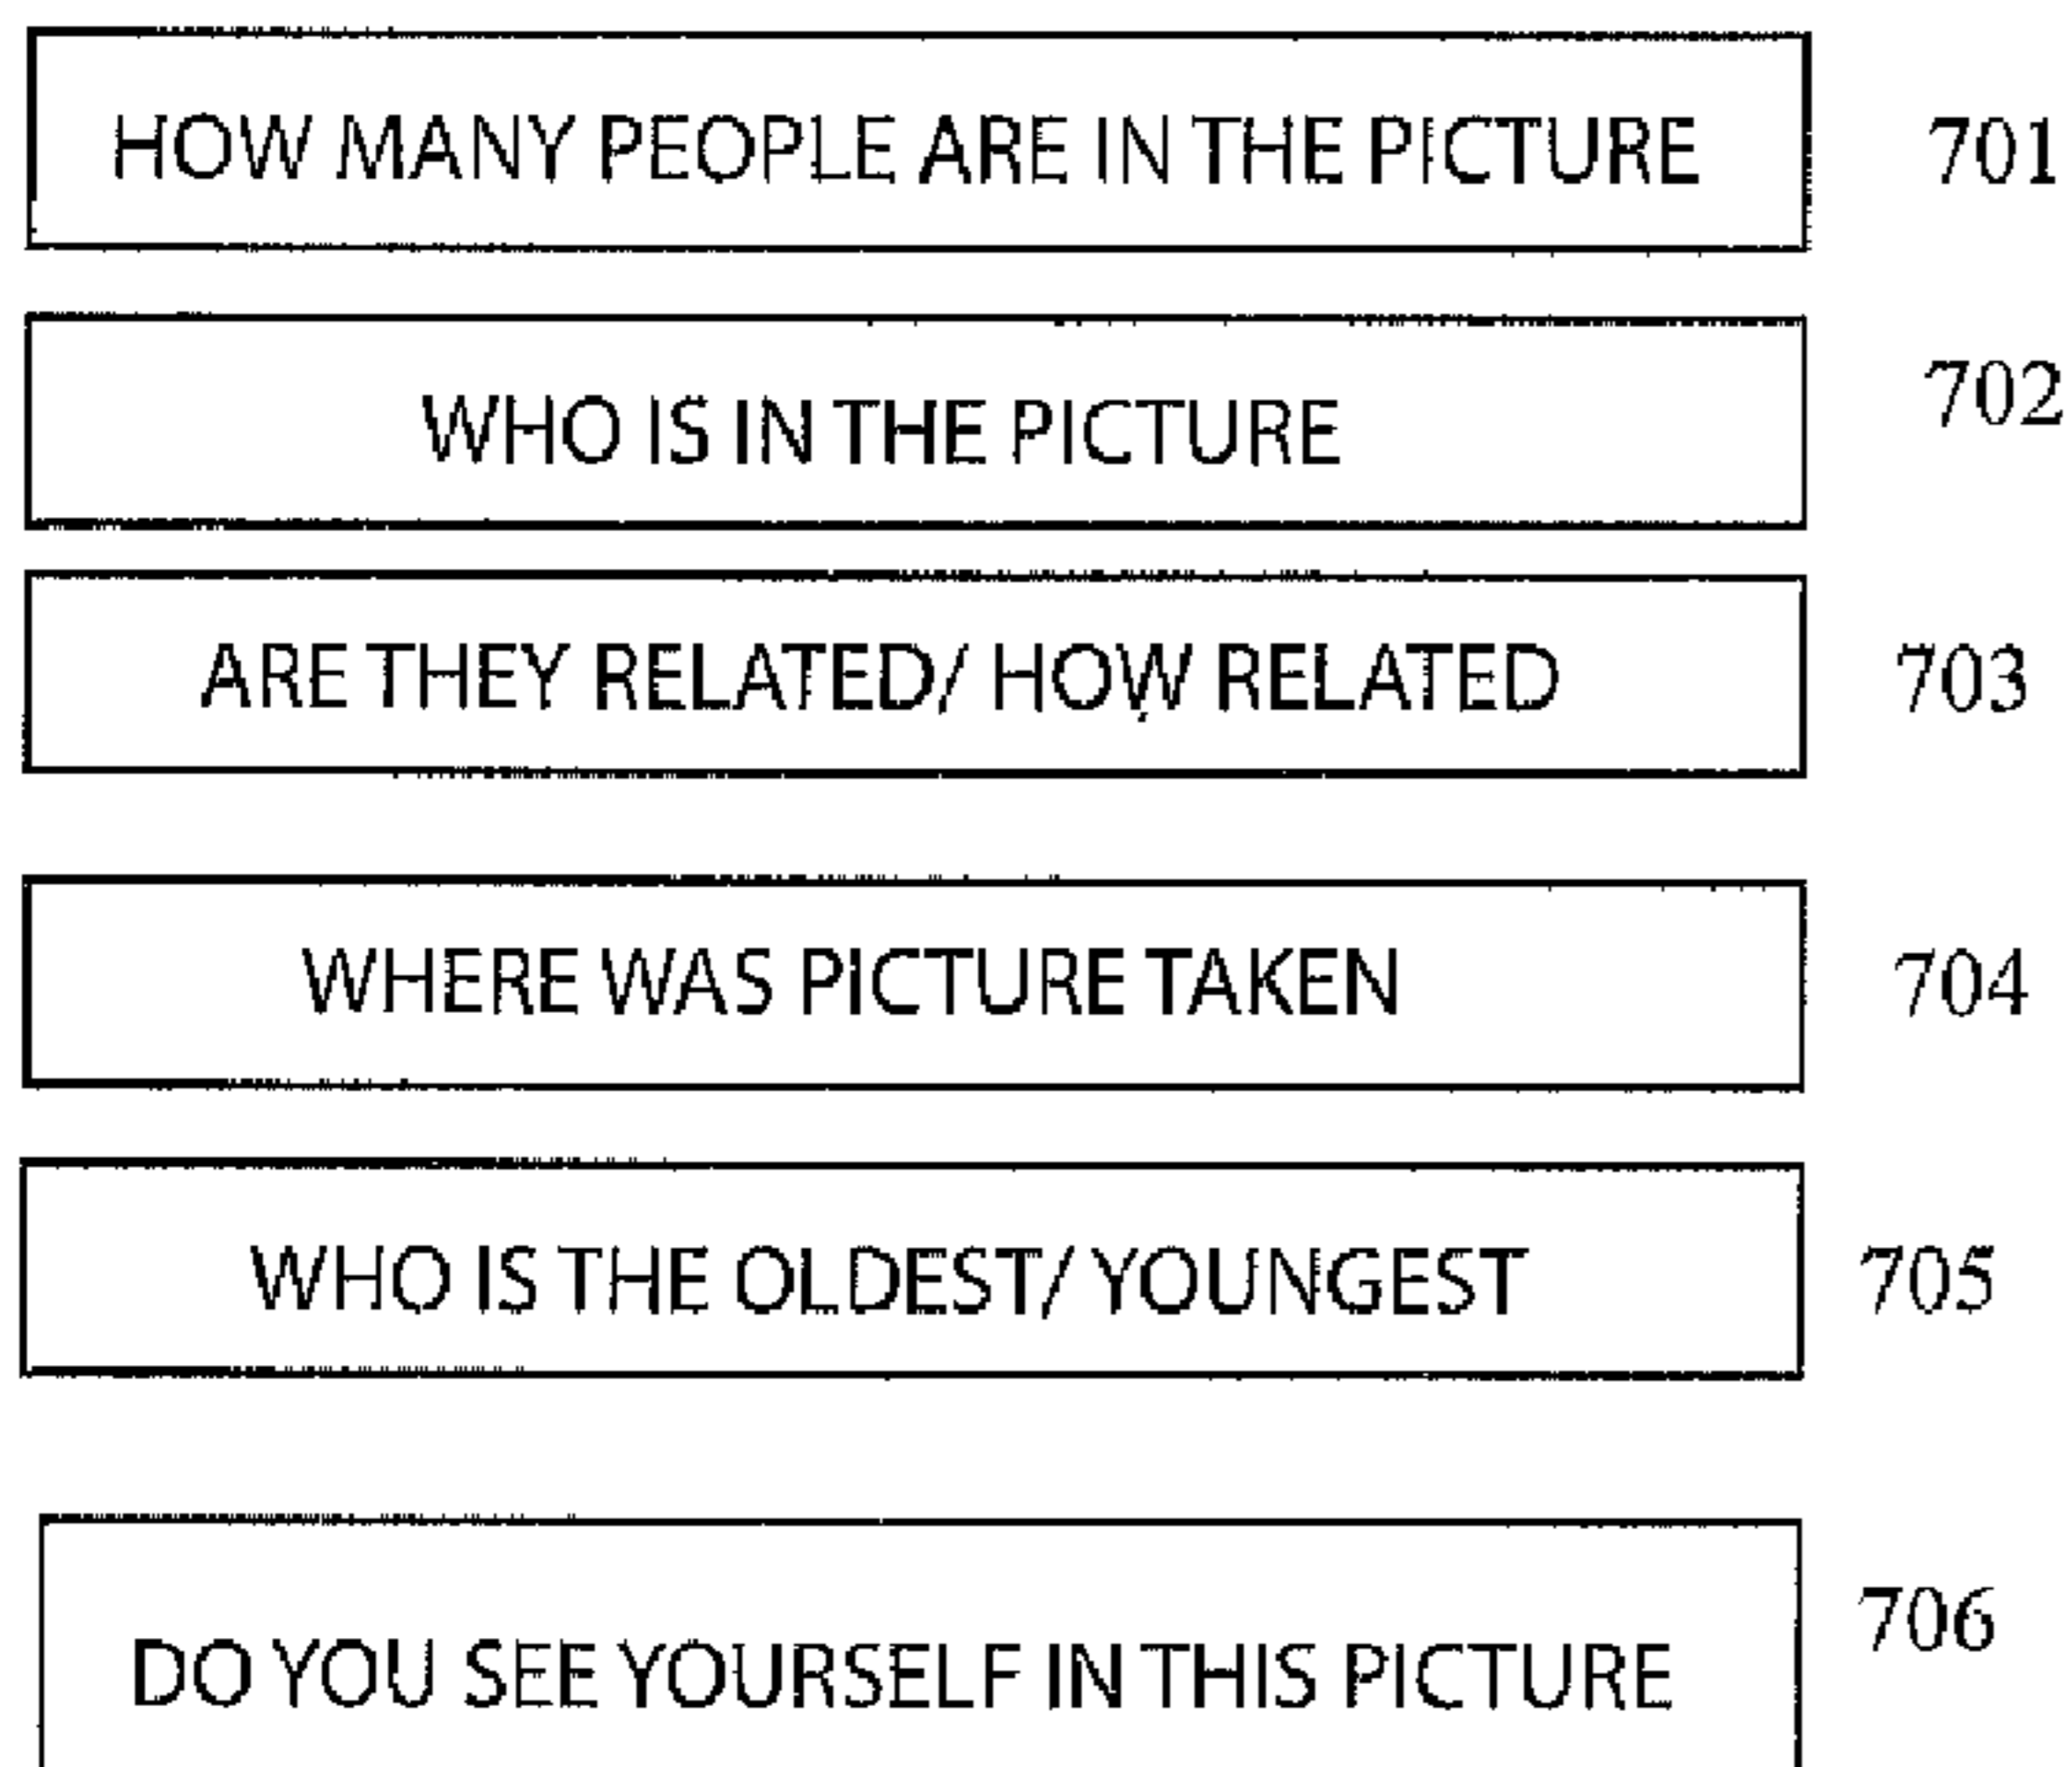 HOW MANY PEOPLE ARE IN THE PICTURE 701
WHO IS IN THE PICTURE 702
ARE THEY RELATED/ HOW RELATED 703
WHERE WAS PICTURE TAKEN 704
WHO IS THE OLDEST/ YOUNGEST 705
DO YOU SEE YOURSELF IN THIS PICTURE 706